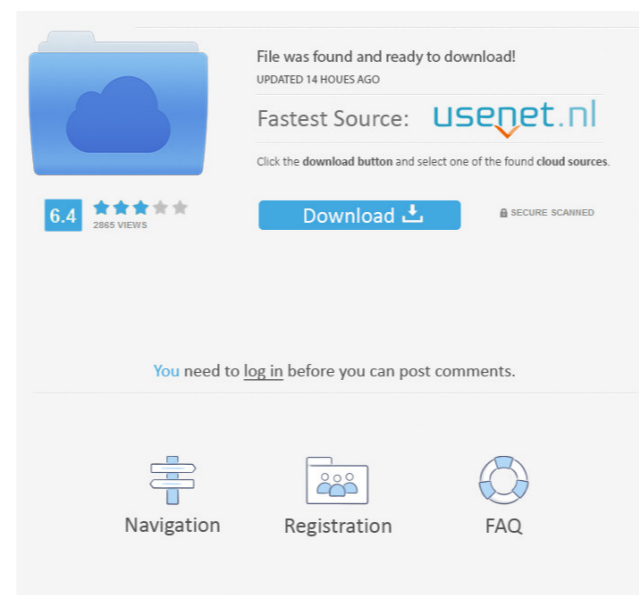 File was found and ready to download!
UPDATED 14 HOUES AGO
Fastest Source: usenet.nl
Click the download button and select one of the found cloud sources.
6.4
2865 VIEWS
Download
SECURE SCANNED
You need to log in before you can post comments.
Navigation
Registration
FAQ